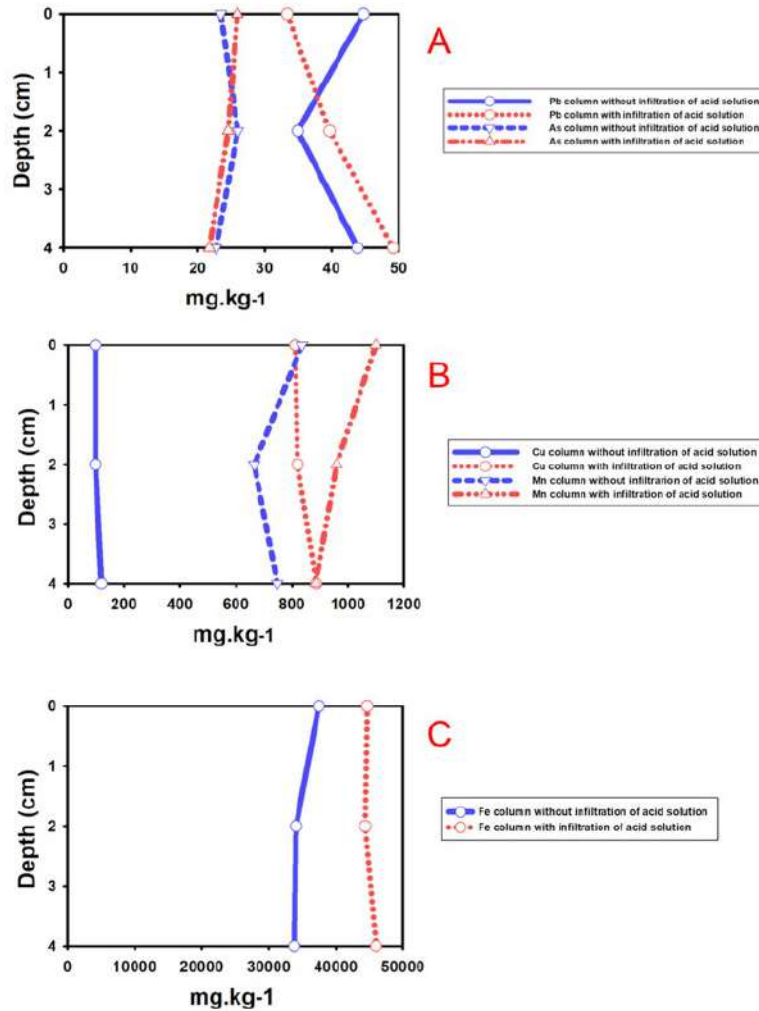 0
1
2
3
4
Depth (cm)
0 10 20 30 40 50
mg.kg-1
A
Pb column without infiltration of acid solution
Pb column with infiltration of acid solution
As column without infiltration of acid solution
As column with infiltration of acid solution
0
1
2
3
4
Depth (cm)
0 200 400 600 800 1000 1200
mg.kg-1
B
Cu column without infiltration of acid solution
Cu column with infiltration of acid solution
Mn column without infiltrarion of acid solution
Mn column with infiltration of acid solution
0
1
2
3
4
Depth (cm)
0 10000 20000 30000 40000 50000
mg.kg-1
C
Fe column without infiltration of acid solution
Fe column with infiltration of acid solution